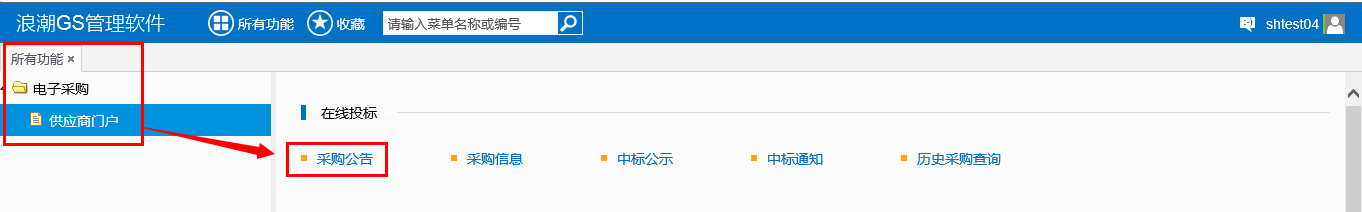 浪潮GS管理软件 所有功能 收藏 请输入菜单名称或编号 shtest04
所有功能 ×
电子采购
供应商门户
在线投标
采购公告 采购信息 中标公示 中标通知 历史采购查询